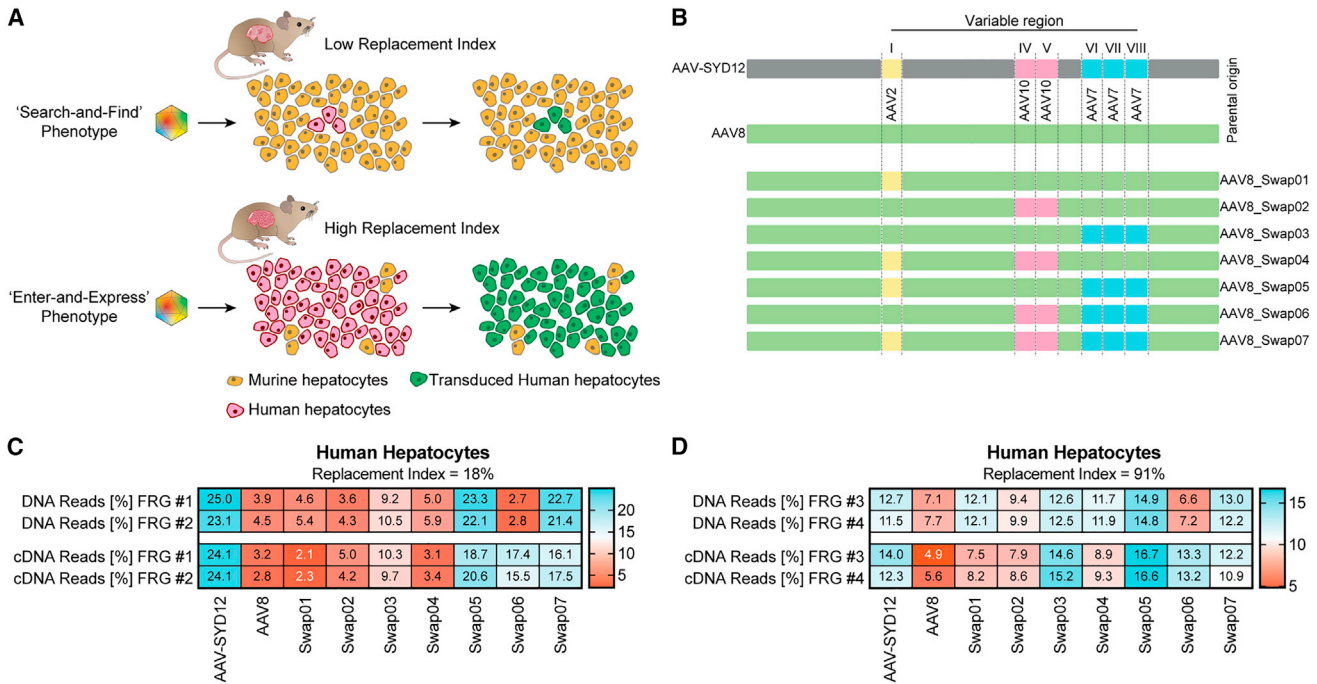 A
Low Replacement Index
'Search-and-Find'
Phenotype
High Replacement Index
'Enter-and-Express'
Phenotype
Murine hepatocytes
Transduced Human hepatocytes
Human hepatocytes
B
Variable region
I IV V VI VII VIII
AAV-SYD12
AAV2 AAV10 AAV10 AAV7 AAV7 AAV7
Parental origin
AAV8
AAV8_Swap01
AAV8_Swap02
AAV8_Swap03
AAV8_Swap04
AAV8_Swap05
AAV8_Swap06
AAV8_Swap07
C
Human Hepatocytes
Replacement Index = 18%
DNA Reads [%] FRG #1 25.0 3.9 4.6 3.6 9.2 5.0 23.3 2.7 22.7
DNA Reads [%] FRG #2 23.1 4.5 5.4 4.3 10.5 5.9 22.1 2.8 21.4
cDNA Reads [%] FRG #1 24.1 3.2 2.1 5.0 10.3 3.1 18.7 17.4 16.1
cDNA Reads [%] FRG #2 24.1 2.8 2.3 4.2 9.7 3.4 20.6 15.5 17.5
20
15
10
5
AAV-SYD12 AAV8 Swap01 Swap02 Swap03 Swap04 Swap05 Swap06 Swap07
D
Human Hepatocytes
Replacement Index = 91%
DNA Reads [%] FRG #3 12.7 7.1 12.1 9.4 12.6 11.7 14.9 6.6 13.0
DNA Reads [%] FRG #4 11.5 7.7 12.1 9.9 12.5 11.9 14.8 7.2 12.2
cDNA Reads [%] FRG #3 14.0 4.9 7.5 7.9 14.6 8.9 16.7 13.3 12.2
cDNA Reads [%] FRG #4 12.3 5.6 8.2 8.6 15.2 9.3 16.6 13.2 10.9
15
10
5
AAV-SYD12 AAV8 Swap01 Swap02 Swap03 Swap04 Swap05 Swap06 Swap07